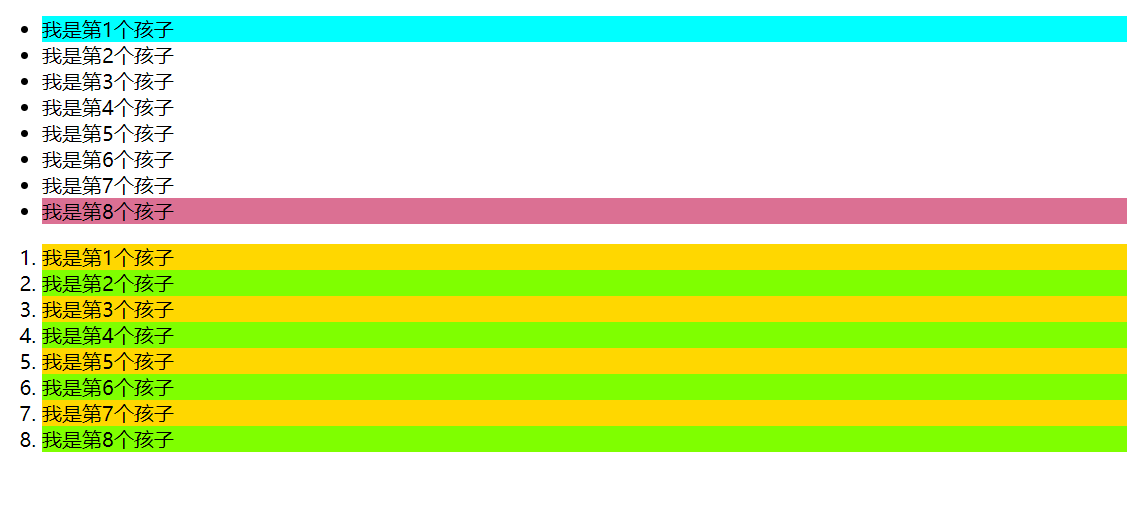 • 我是第1个孩子
• 我是第2个孩子
• 我是第3个孩子
• 我是第4个孩子
• 我是第5个孩子
• 我是第6个孩子
• 我是第7个孩子
• 我是第8个孩子
1. 我是第1个孩子
2. 我是第2个孩子
3. 我是第3个孩子
4. 我是第4个孩子
5. 我是第5个孩子
6. 我是第6个孩子
7. 我是第7个孩子
8. 我是第8个孩子